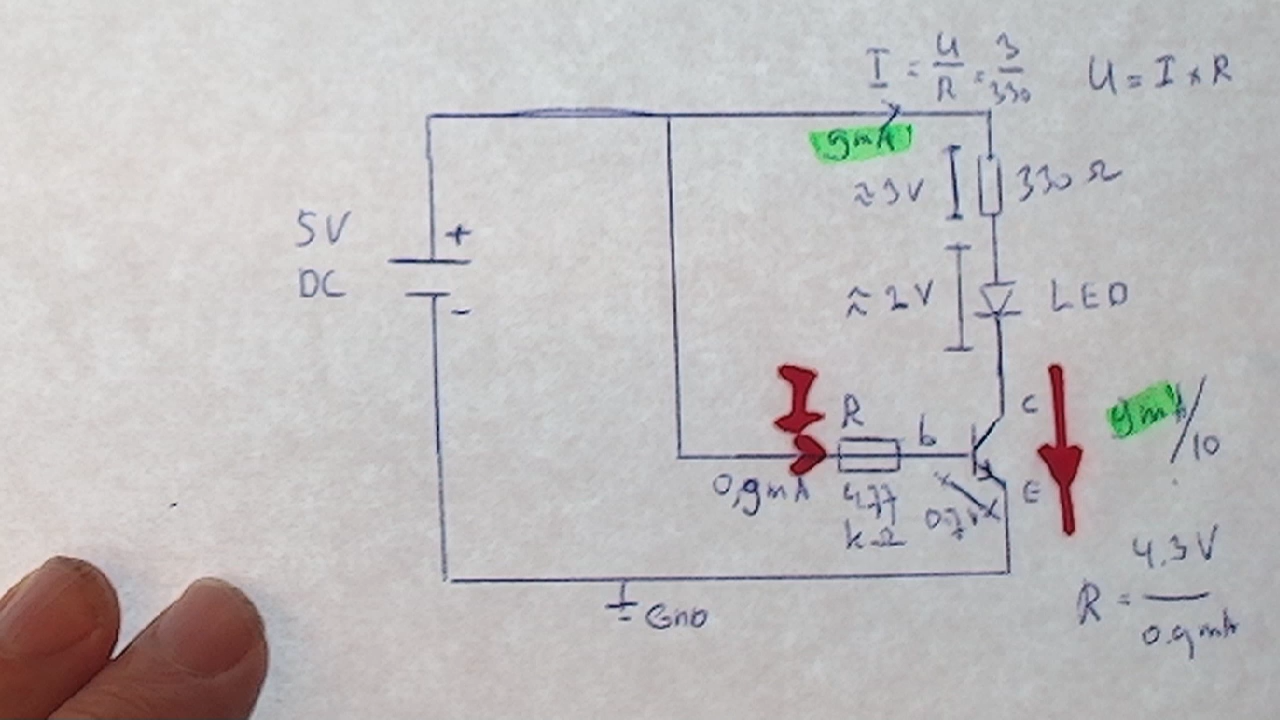 I = U/R = 3/330
U = I × R
9mA
≈3V
330 Ω
5V
DC
+
-
≈ 2V
LED
I
R
b
C
9mA/10
0,9mA
4,77
kΩ
0.7V
E
4.3V
R = ―
0.9mA
GND